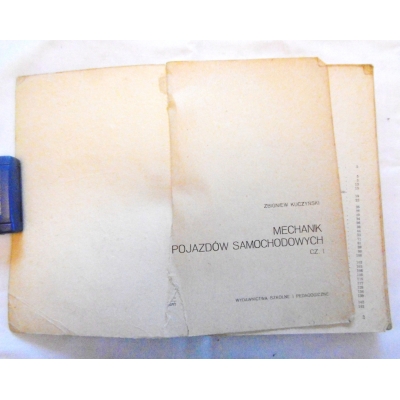 ZBIGNIEW KUCZYŃSKI
MECHANIK
POJAZDÓW SAMOCHODOWYCH
CZ. I
WYDAWNICTWA SZKOLNE I PEDAGOGICZNE